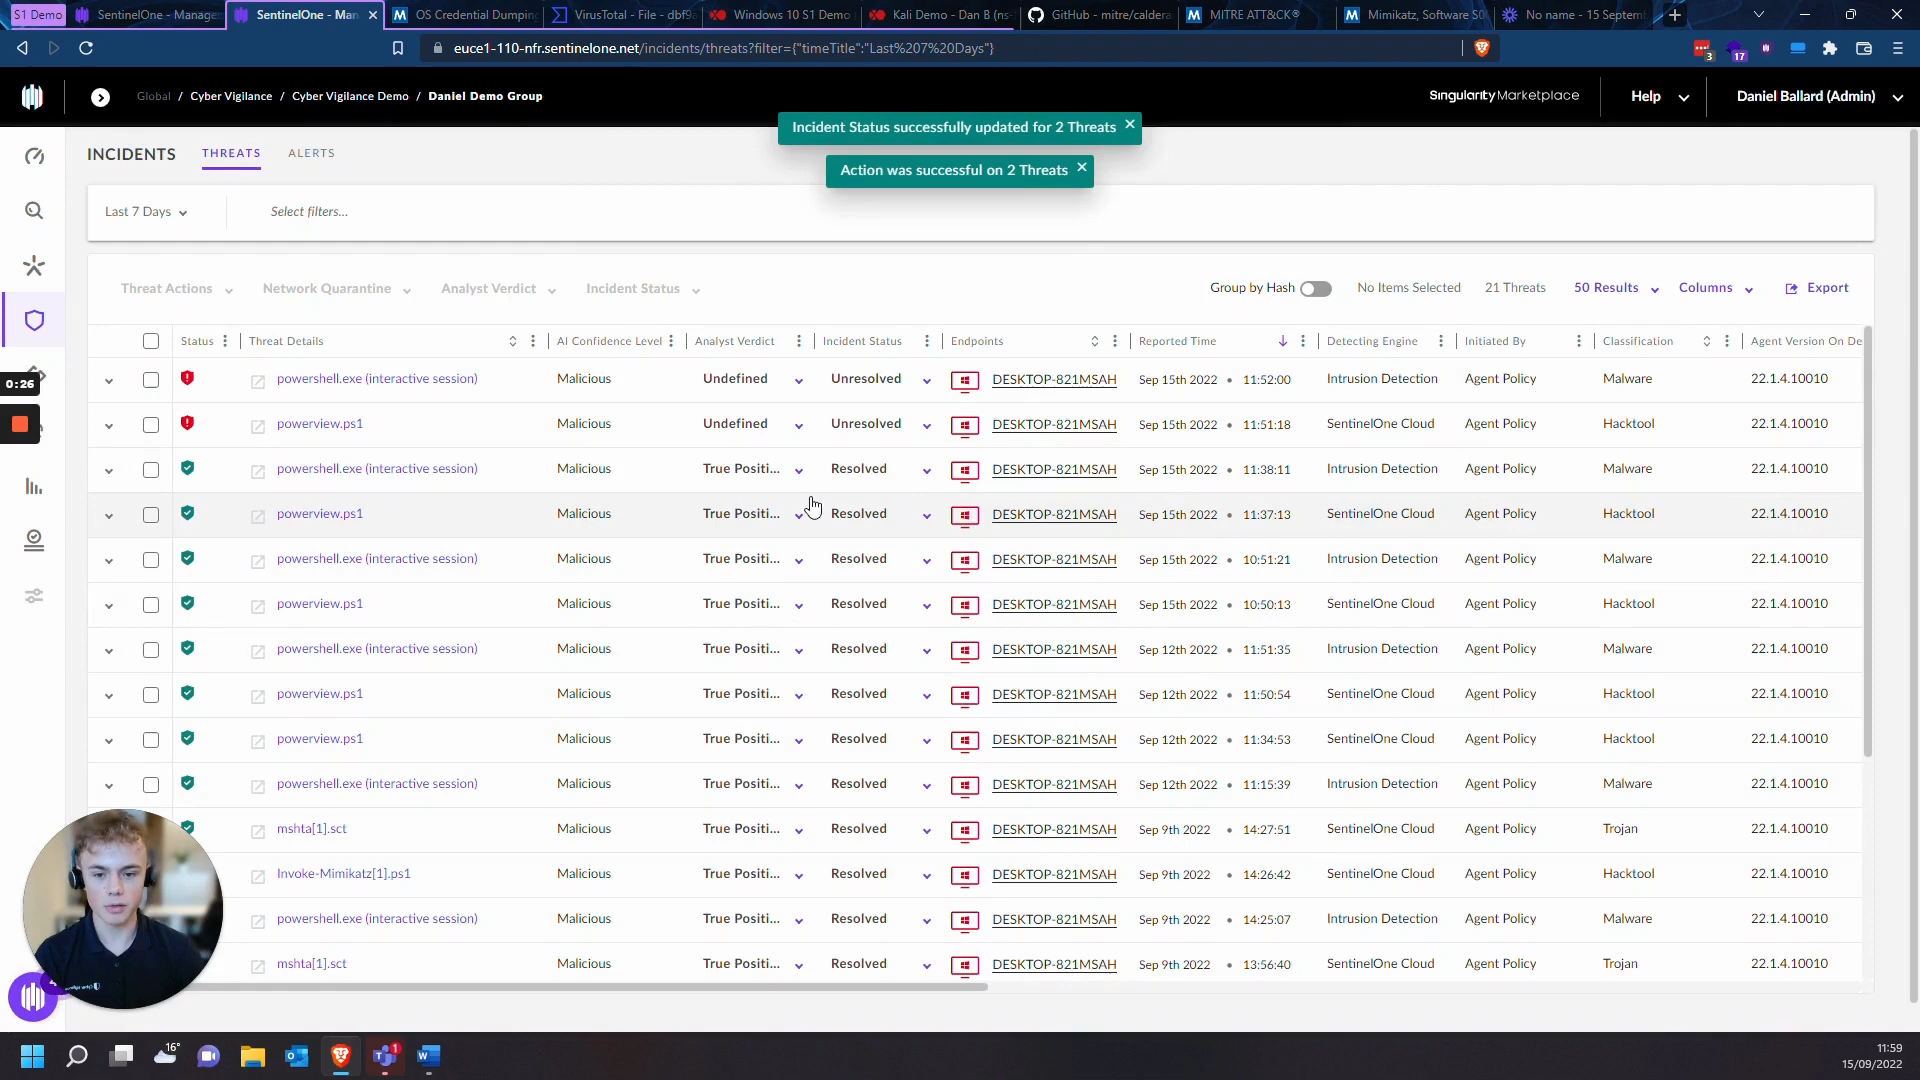 S1 Demo
SentinelOne - Manage
SentinelOne - Man
OS Credential Dumping
VirusTotal - File - dbf9a
Windows 10 S1 Demo
Kali Demo - Dan B (ns-
GitHub - mitre/caldera
MITRE ATT&CK®
Mimikatz, Software S0
No name - 15 Septemb
euce1-110-nfr.sentinelone.net/incidents/threats?filter={"timeTitle":"Last%207%20Days"}
3
17
Global / Cyber Vigilance / Cyber Vigilance Demo / Daniel Demo Group
Singularity Marketplace
Help
Daniel Ballard (Admin)
Incident Status successfully updated for 2 Threats
Action was successful on 2 Threats
INCIDENTS THREATS ALERTS
Last 7 Days
Select filters...
Threat Actions Network Quarantine Analyst Verdict Incident Status
Group by Hash No Items Selected 21 Threats 50 Results Columns Export
Status Threat Details AI Confidence Level Analyst Verdict Incident Status Endpoints Reported Time Detecting Engine Initiated By Classification Agent Version On De
powershell.exe (interactive session) Malicious Undefined Unresolved DESKTOP-821MSAH Sep 15th 2022 • 11:52:00 Intrusion Detection Agent Policy Malware 22.1.4.10010
0:26
powerview.ps1 Malicious Undefined Unresolved DESKTOP-821MSAH Sep 15th 2022 • 11:51:18 SentinelOne Cloud Agent Policy Hacktool 22.1.4.10010
powershell.exe (interactive session) Malicious True Positi... Resolved DESKTOP-821MSAH Sep 15th 2022 • 11:38:11 Intrusion Detection Agent Policy Malware 22.1.4.10010
powerview.ps1 Malicious True Positi... Resolved DESKTOP-821MSAH Sep 15th 2022 • 11:37:13 SentinelOne Cloud Agent Policy Hacktool 22.1.4.10010
powershell.exe (interactive session) Malicious True Positi... Resolved DESKTOP-821MSAH Sep 15th 2022 • 10:51:21 Intrusion Detection Agent Policy Malware 22.1.4.10010
powerview.ps1 Malicious True Positi... Resolved DESKTOP-821MSAH Sep 15th 2022 • 10:50:13 SentinelOne Cloud Agent Policy Hacktool 22.1.4.10010
powershell.exe (interactive session) Malicious True Positi... Resolved DESKTOP-821MSAH Sep 12th 2022 • 11:51:35 Intrusion Detection Agent Policy Malware 22.1.4.10010
powerview.ps1 Malicious True Positi... Resolved DESKTOP-821MSAH Sep 12th 2022 • 11:50:54 SentinelOne Cloud Agent Policy Hacktool 22.1.4.10010
powerview.ps1 Malicious True Positi... Resolved DESKTOP-821MSAH Sep 12th 2022 • 11:34:53 SentinelOne Cloud Agent Policy Hacktool 22.1.4.10010
powershell.exe (interactive session) Malicious True Positi... Resolved DESKTOP-821MSAH Sep 12th 2022 • 11:15:39 Intrusion Detection Agent Policy Malware 22.1.4.10010
mshta[1].sct Malicious True Positi... Resolved DESKTOP-821MSAH Sep 9th 2022 • 14:27:51 SentinelOne Cloud Agent Policy Trojan 22.1.4.10010
Invoke-Mimikatz[1].ps1 Malicious True Positi... Resolved DESKTOP-821MSAH Sep 9th 2022 • 14:26:42 SentinelOne Cloud Agent Policy Hacktool 22.1.4.10010
powershell.exe (interactive session) Malicious True Positi... Resolved DESKTOP-821MSAH Sep 9th 2022 • 14:25:07 Intrusion Detection Agent Policy Malware 22.1.4.10010
mshta[1].sct Malicious True Positi... Resolved DESKTOP-821MSAH Sep 9th 2022 • 13:56:40 SentinelOne Cloud Agent Policy Trojan 22.1.4.10010
16°
1
11:59
15/09/2022